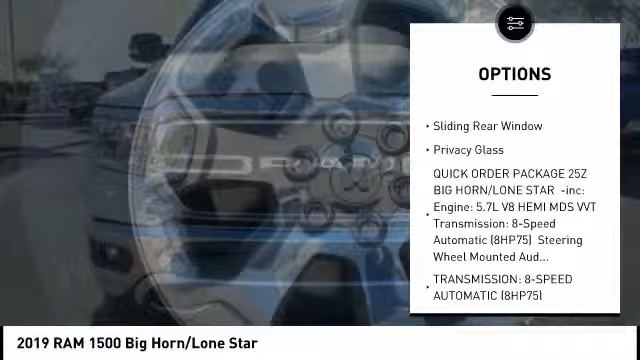 OPTIONS
Sliding Rear Window
Privacy Glass
QUICK ORDER PACKAGE 25Z
BIG HORN/LONE STAR -inc:
Engine: 5.7L V8 HEMI MDS VVT
Transmission: 8-Speed
Automatic (8HP75) Steering
Wheel Mounted Aud...
TRANSMISSION: 8-SPEED
AUTOMATIC (8HP75)
2019 RAM 1500 Big Horn/Lone Star